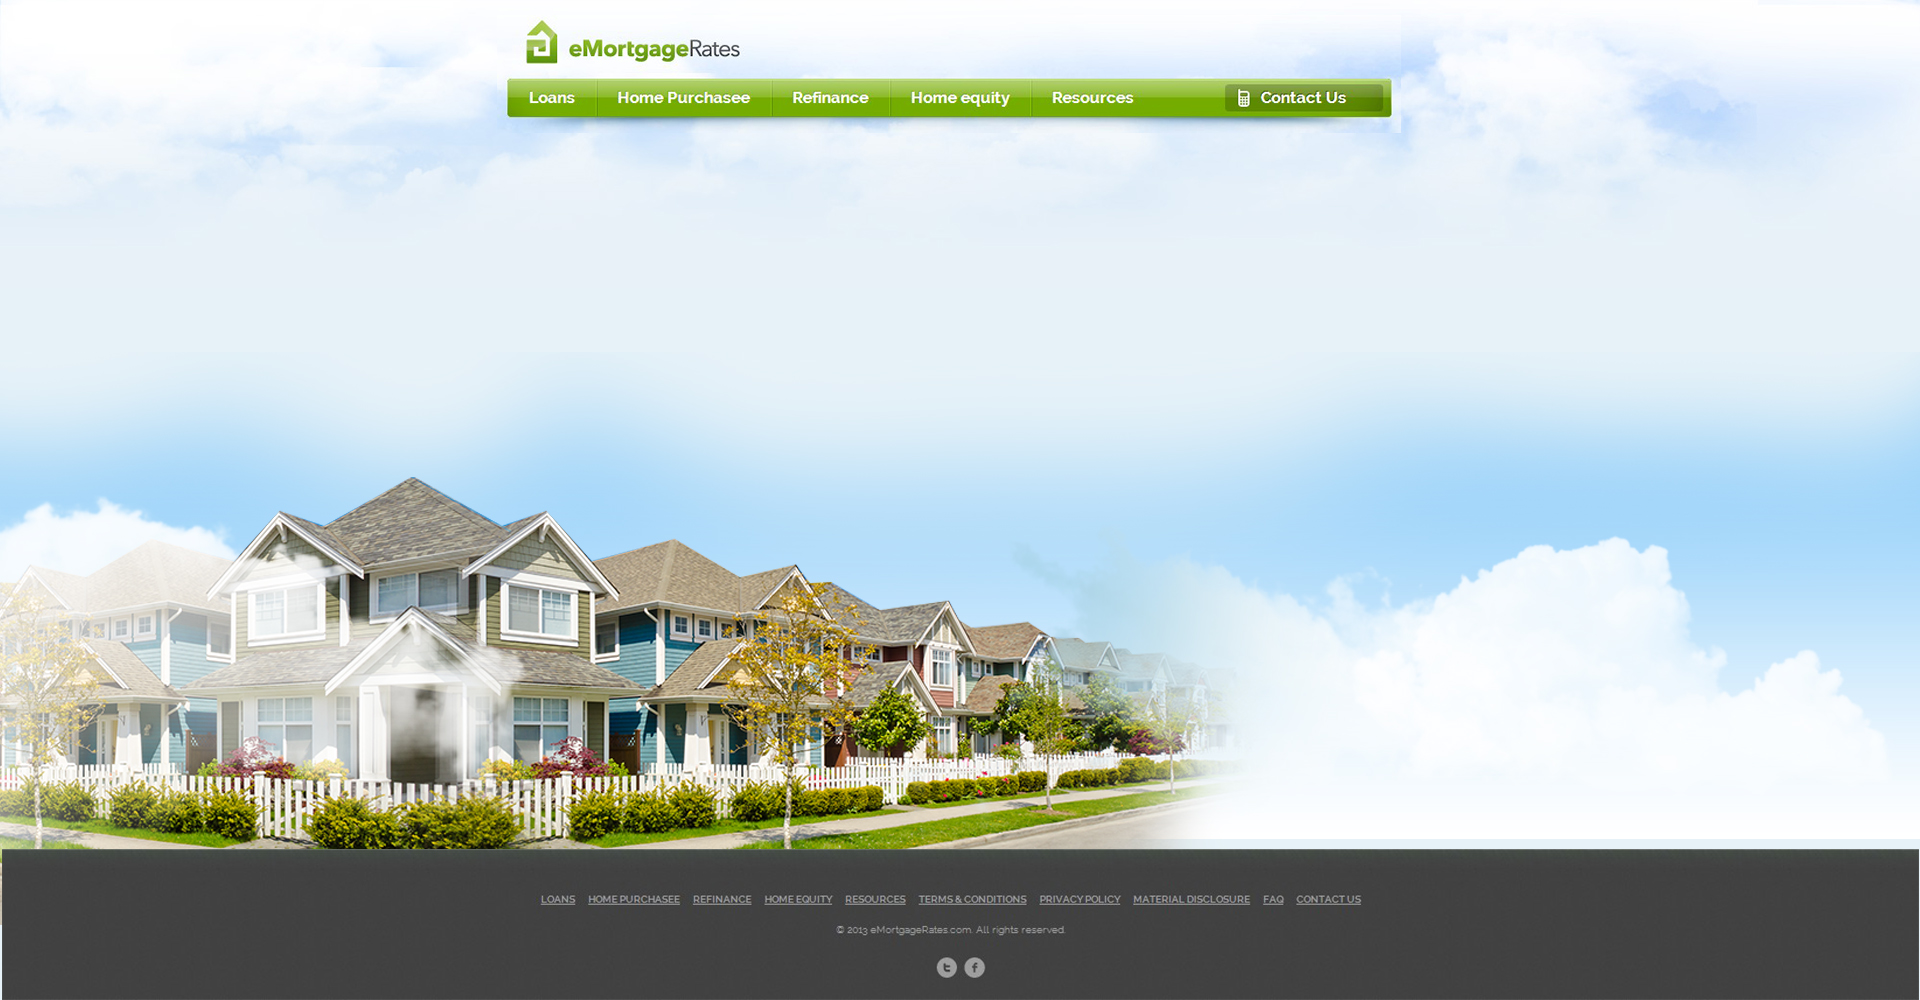 eMortgageRates
Loans Home Purchasee Refinance Home equity Resources Contact Us
LOANS HOME PURCHASEE REFINANCE HOME EQUITY RESOURCES TERMS & CONDITIONS PRIVACY POLICY MATERIAL DISCLOSURE FAQ CONTACT US
© 2013 eMortgageRates.com. All rights reserved.